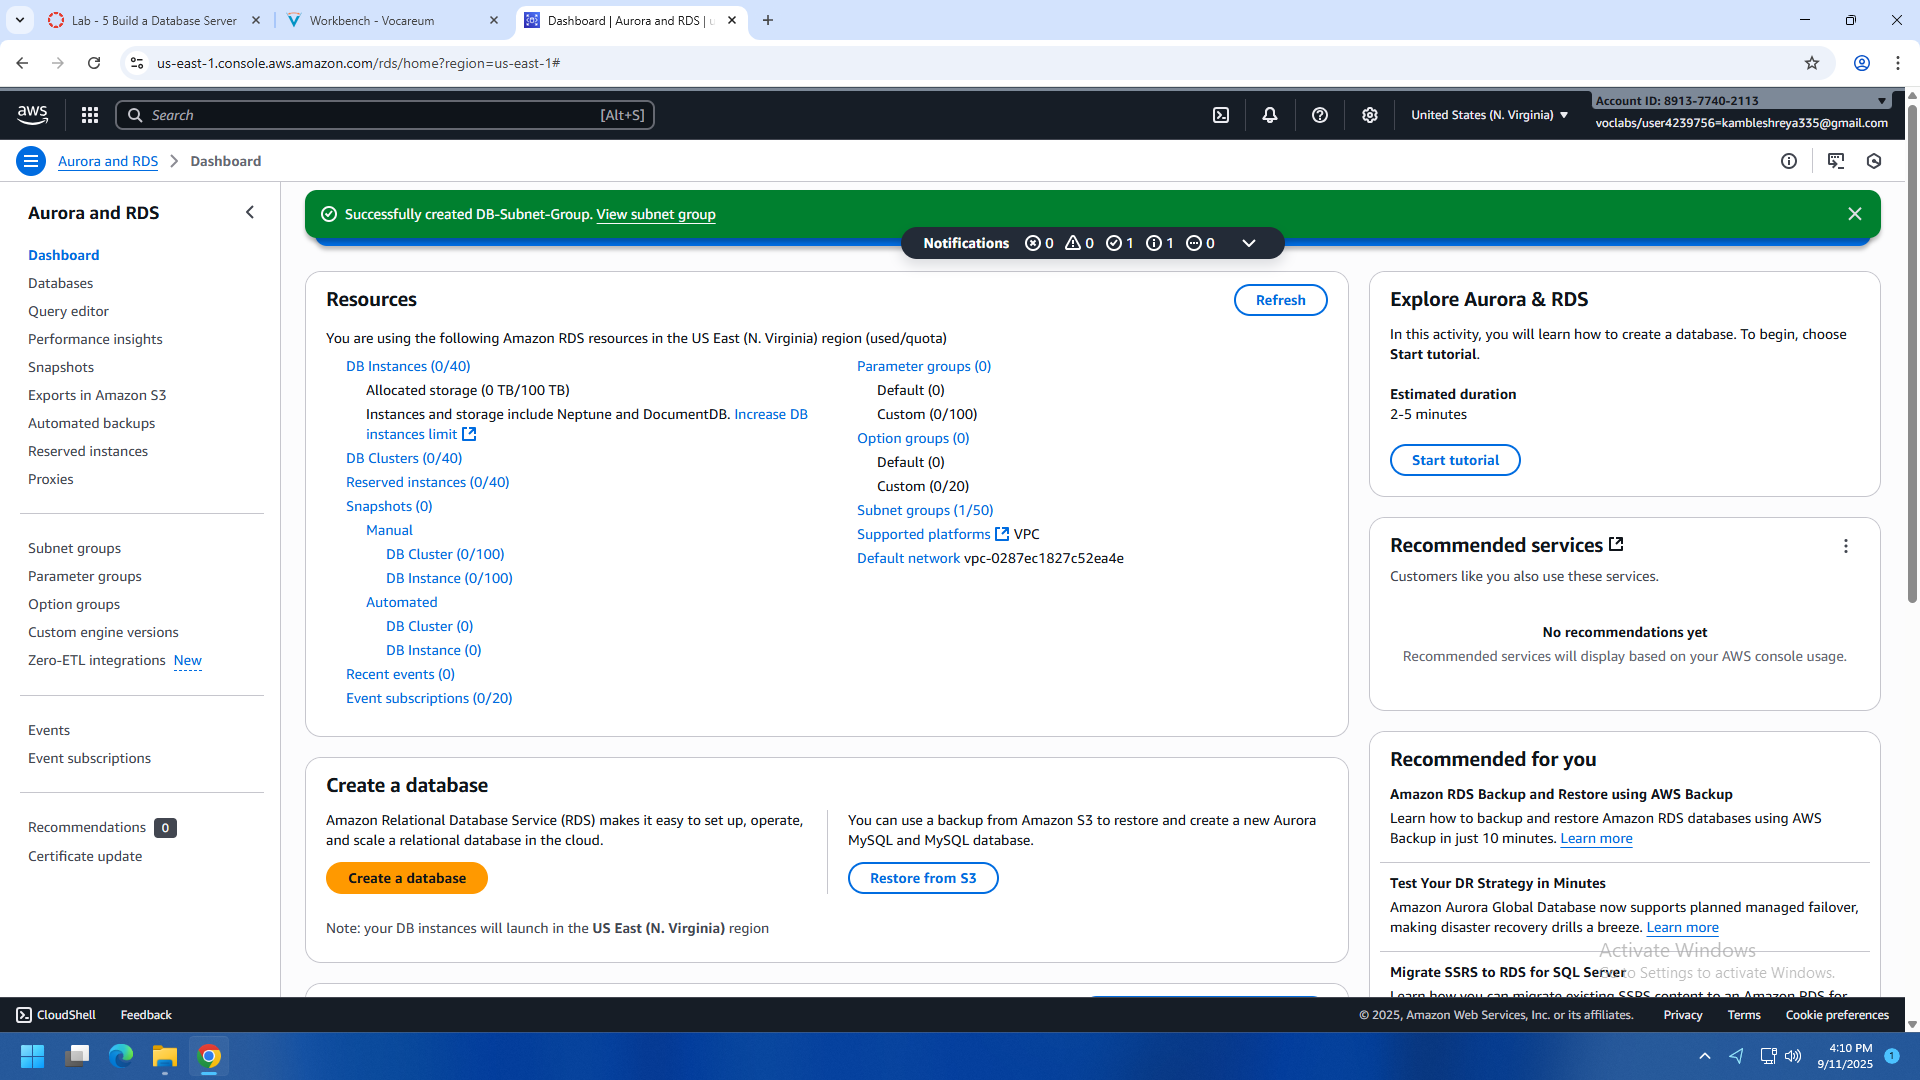 Lab - 5 Build a Database Server
Workbench - Vocareum
Dashboard | Aurora and RDS | u
us-east-1.console.aws.amazon.com/rds/home?region=us-east-1#
aws
Search
[Alt+S]
United States (N. Virginia)
Account ID: 8913-7740-2113
voclabs/user4239756=kambleshreya335@gmail.com
Aurora and RDS
Dashboard
Aurora and RDS
Dashboard
Databases
Query editor
Performance insights
Snapshots
Exports in Amazon S3
Automated backups
Reserved instances
Proxies
Subnet groups
Parameter groups
Option groups
Custom engine versions
Zero-ETL integrations New
Events
Event subscriptions
Recommendations 0
Certificate update
Successfully created DB-Subnet-Group. View subnet group
Notifications 0 0 1 1 0
Resources
Refresh
You are using the following Amazon RDS resources in the US East (N. Virginia) region (used/quota)
DB Instances (0/40)
Allocated storage (0 TB/100 TB)
Instances and storage include Neptune and DocumentDB. Increase DB
instances limit
DB Clusters (0/40)
Reserved instances (0/40)
Snapshots (0)
Manual
DB Cluster (0/100)
DB Instance (0/100)
Automated
DB Cluster (0)
DB Instance (0)
Recent events (0)
Event subscriptions (0/20)
Parameter groups (0)
Default (0)
Custom (0/100)
Option groups (0)
Default (0)
Custom (0/20)
Subnet groups (1/50)
Supported platforms VPC
Default network vpc-0287ec1827c52ea4e
Create a database
Amazon Relational Database Service (RDS) makes it easy to set up, operate,
and scale a relational database in the cloud.
Create a database
You can use a backup from Amazon S3 to restore and create a new Aurora
MySQL and MySQL database.
Restore from S3
Note: your DB instances will launch in the US East (N. Virginia) region
Explore Aurora & RDS
In this activity, you will learn how to create a database. To begin, choose
Start tutorial.
Estimated duration
2-5 minutes
Start tutorial
Recommended services
Customers like you also use these services.
No recommendations yet
Recommended services will display based on your AWS console usage.
Recommended for you
Amazon RDS Backup and Restore using AWS Backup
Learn how to backup and restore Amazon RDS databases using AWS
Backup in just 10 minutes. Learn more
Test Your DR Strategy in Minutes
Amazon Aurora Global Database now supports planned managed failover,
making disaster recovery drills a breeze. Learn more
Activate Windows
Migrate SSRS to RDS for SQL Server
to Settings to activate Windows.
Learn how you can migrate existing SSRS content to an Amazon RDS for
CloudShell
Feedback
© 2025, Amazon Web Services, Inc. or its affiliates.
Privacy
Terms
Cookie preferences
4:10 PM
9/11/2025
1